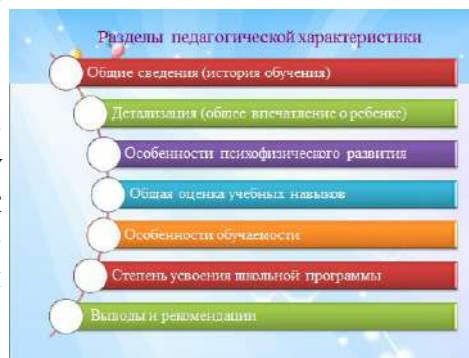 Разделы педагогической характеристики
Общие сведения (история обучения)
Детализация (общее впечатление о ребенке)
Особенности психофизического развития
Общая оценка учебных навыков
Особенности обучаемости
Степень усвоения школьной программы
Выводы и рекомендации